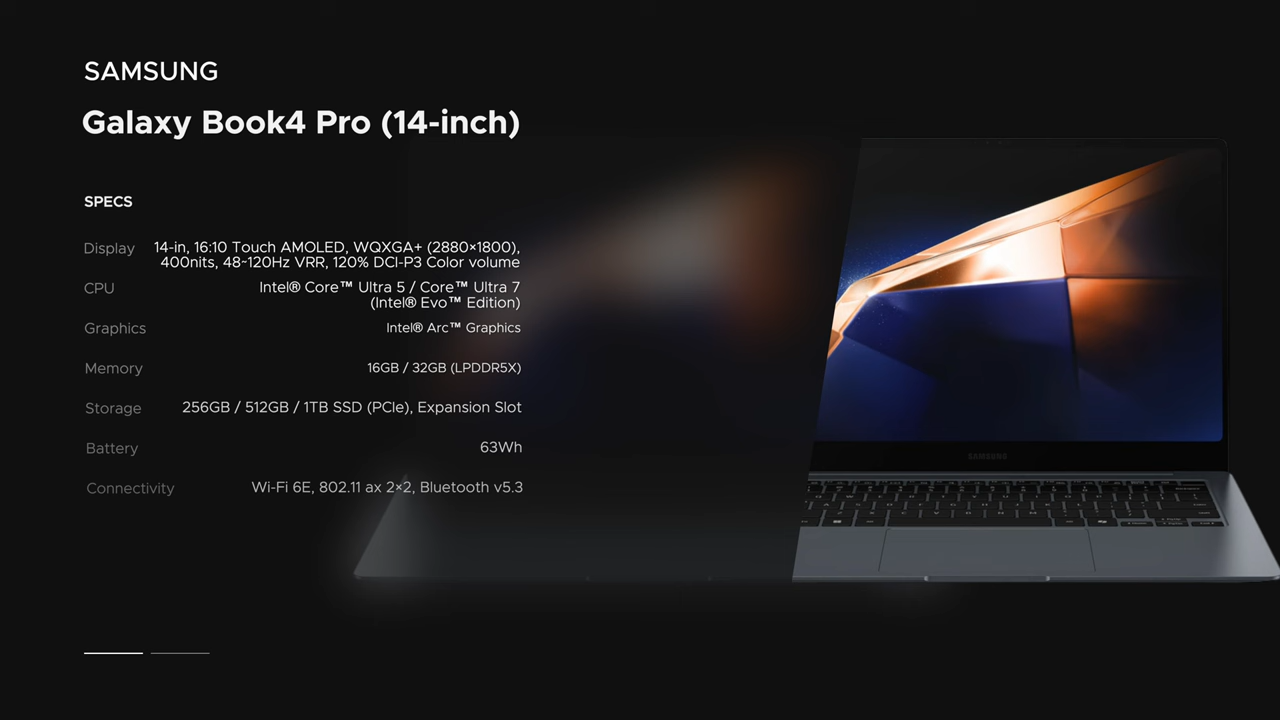 SAMSUNG
Galaxy Book4 Pro (14-inch)
SPECS
Display 14-in, 16:10 Touch AMOLED, WQXGA+ (2880×1800),
400nits, 48~120Hz VRR, 120% DCI-P3 Color volume
CPU Intel® Core™ Ultra 5 / Core™ Ultra 7
(Intel® Evo™ Edition)
Graphics Intel® Arc™ Graphics
Memory 16GB / 32GB (LPDDR5X)
Storage 256GB / 512GB / 1TB SSD (PCIe), Expansion Slot
Battery 63Wh
Connectivity Wi-Fi 6E, 802.11 ax 2×2, Bluetooth v5.3
SAMSUNG